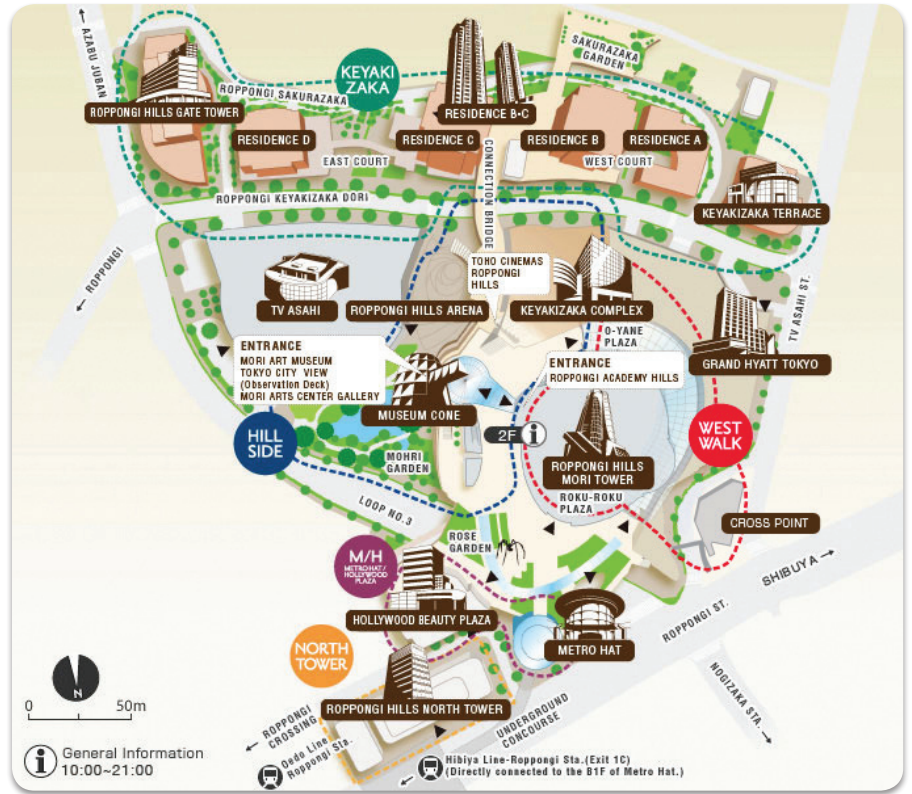 AZABU JUBAN
KEYAKI
ZAKA
SAKURAZAKA
GARDEN
ROPPONGI SAKURAZAKA
ROPPONGI HILLS GATE TOWER
RESIDENCE B•C
RESIDENCE D
RESIDENCE C
RESIDENCE B
RESIDENCE A
EAST COURT
WEST COURT
CONNECTION BRIDGE
ROPPONGI KEYAKIZAKA DORI
KEYAKIZAKA TERRACE
ROPPONGI
TOHO CINEMAS
ROPPONGI
HILLS
TV ASAHI
ROPPONGI HILLS ARENA
KEYAKIZAKA COMPLEX
TV ASAHI ST.
O-YANE
PLAZA
ENTRANCE
MORI ART MUSEUM
TOKYO CITY VIEW
(Observation Deck)
MORI ARTS CENTER GALLERY
ENTRANCE
ROPPONGI ACADEMY HILLS
GRAND HYATT TOKYO
MUSEUM CONE
HILL
SIDE
2F i
WEST
WALK
MOHRI
GARDEN
ROPPONGI HILLS
MORI TOWER
LOOP NO.3
ROKU-ROKU
PLAZA
CROSS POINT
ROSE
GARDEN
M/H
METRO HAT /
HOLLYWOOD
PLAZA
SHIBUYA
HOLLYWOOD BEAUTY PLAZA
ROPPONGI ST.
METRO HAT
NORTH
TOWER
NOGIZAKA STA.
ROPPONGI HILLS NORTH TOWER
N
0 50m
ROPPONGI
CROSSING
UNDERGROUND
CONCOURSE
i General Information
10:00~21:00
Oedo Line
Roppongi Sta.
Hibiya Line-Roppongi Sta.(Exit 1C)
(Directly connected to the B1F of Metro Hat.)